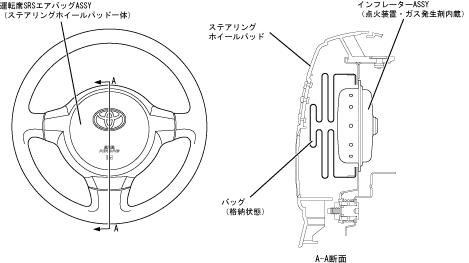 運転席SRSエアバッグASSY
(ステアリングホイールパッド一体)
A
A
ステアリング
ホイールパッド
インフレーターASSY
(点火装置・ガス発生剤内蔵)
バッグ
(格納状態)
A-A断面